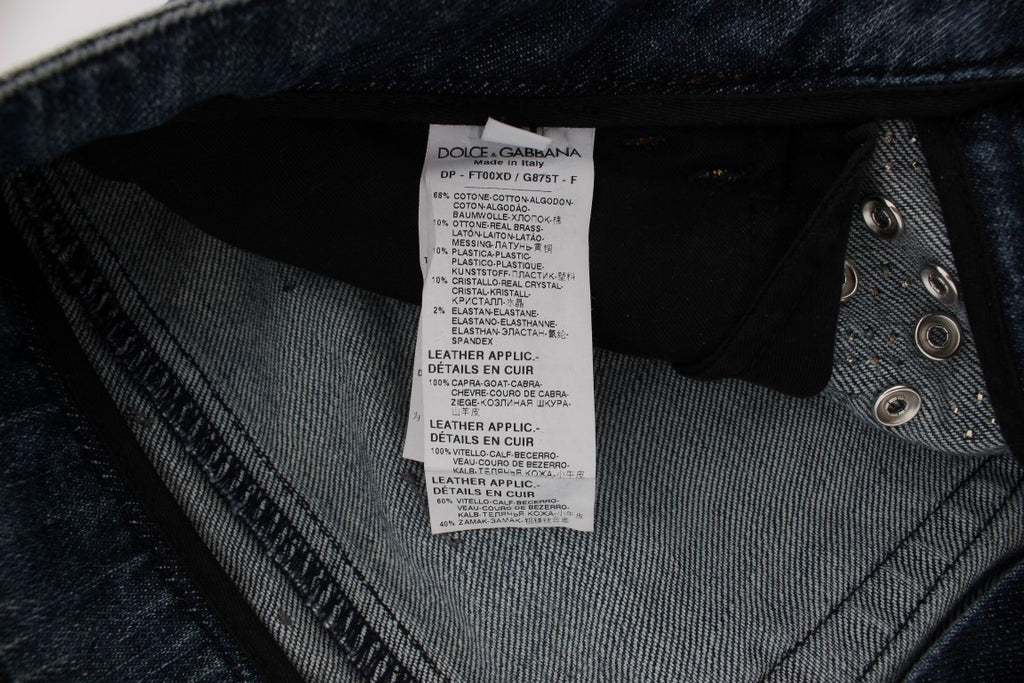 DOLCE & GABBANA
Made in Italy
DP - FT00XD / G875T - F
68% COTONE-COTTON-ALGODON-
COTON-ALGODÃO-
BAUMWOLLE-ХЛОПОК-棉
10% OTTONE-REAL BRASS-
LATÓN-LAITON-LATÃO-
MESSING-ЛАТУНЬ-黄铜
10% PLASTICA-PLASTIC-
PLASTICO-PLASTIQUE-
KUNSTSTOFF-ПЛАСТИК-塑料
10% CRISTALLO-REAL CRYSTAL-
CRISTAL-KRISTALL-
КРИСТАЛЛ-水晶
2% ELASTAN-ELASTANE-
ELASTANO-ELASTHANNE-
ELASTHAN-ЭЛАСТАН-氨纶-
SPANDEX
LEATHER APPLIC.-
DÉTAILS EN CUIR
100% CAPRA-GOAT-CABRA-
CHEVRE-COURO DE CABRA-
ZIEGE-КОЗЛИНАЯ ШКУРА-
山羊皮
LEATHER APPLIC.-
DÉTAILS EN CUIR
100% VITELLO-CALF-BECERRO-
VEAU-COURO DE BEZERRO-
KALB-ТЕЛЯЧЬЯ КОЖА-小牛皮
LEATHER APPLIC.-
DÉTAILS EN CUIR
60% VITELLO-CALF-BECERRO-
VEAU-COURO DE BEZERRO-
KALB-ТЕЛЯЧЬЯ КОЖА-小牛皮
40% ZAMAK-ЗАМАК-